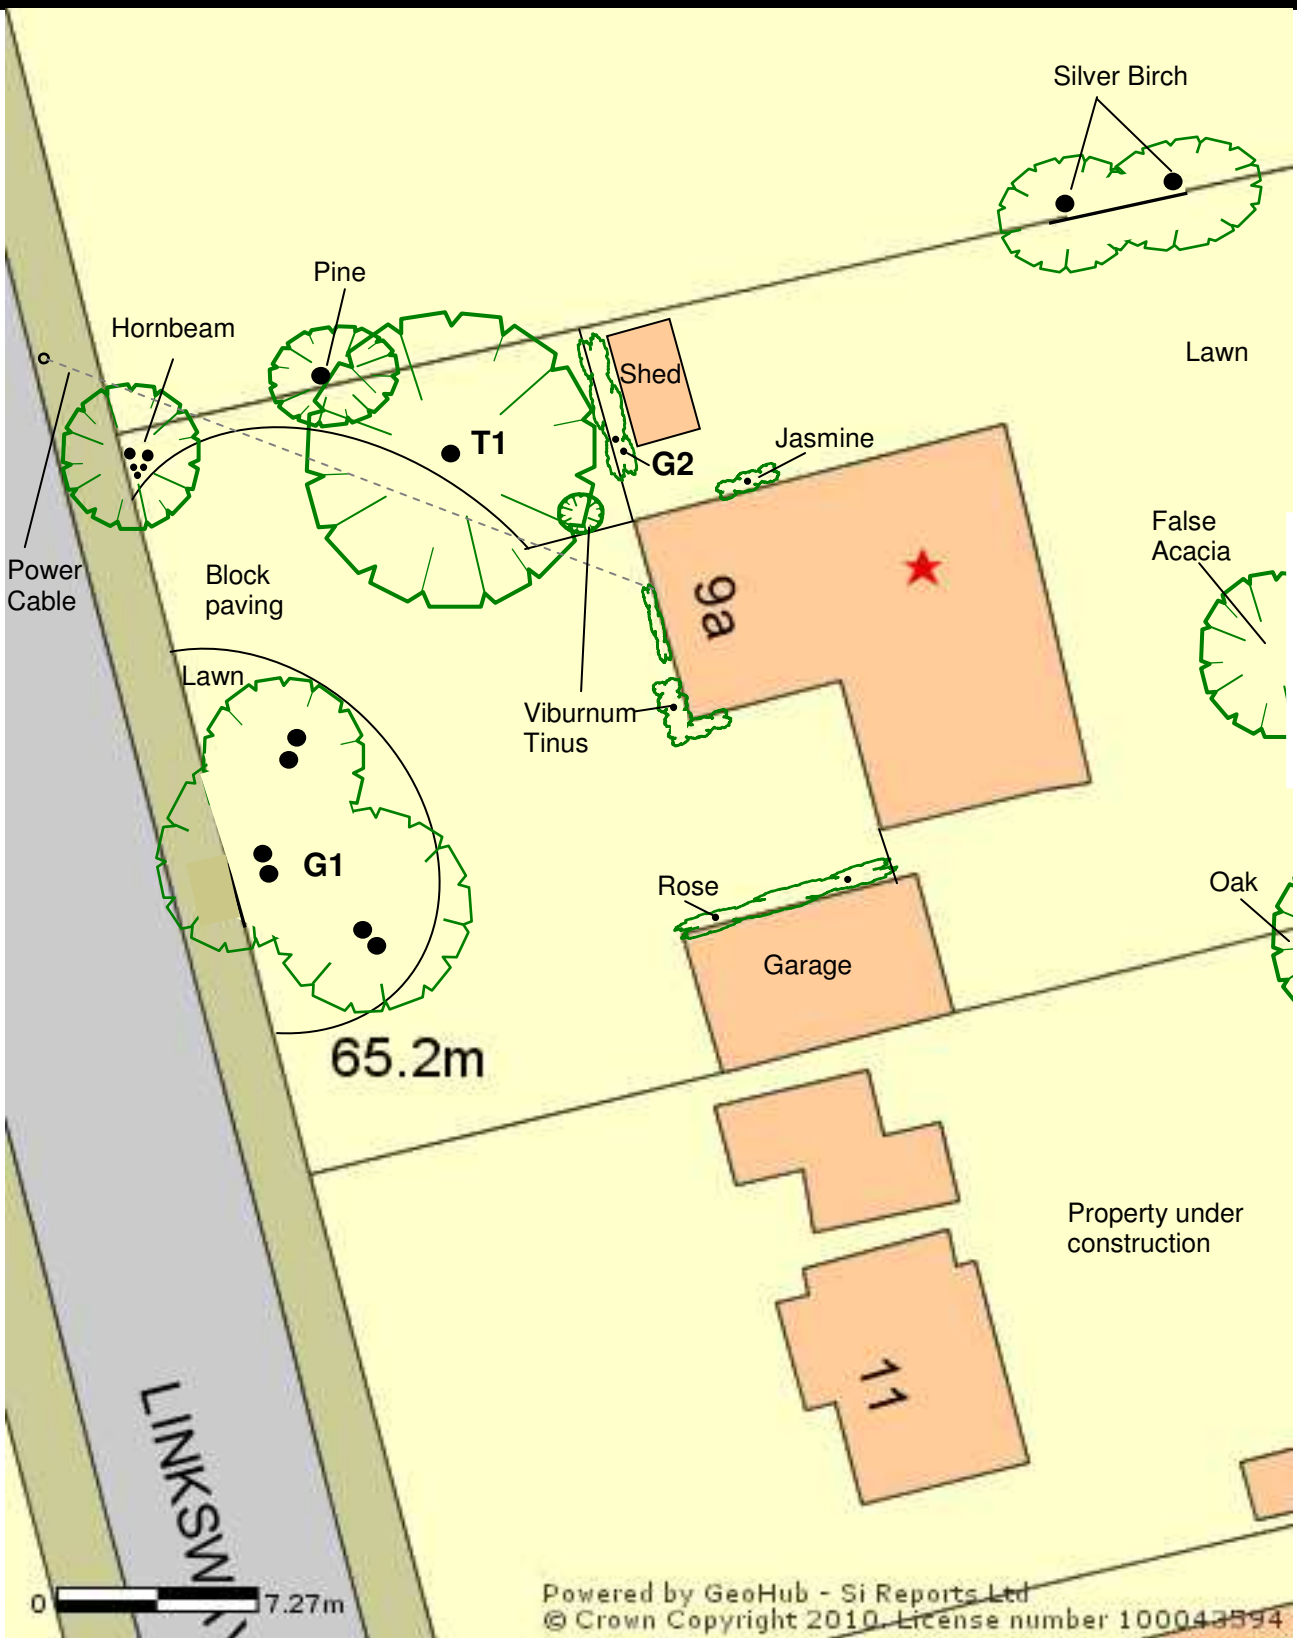 Silver Birch
Pine
Hornbeam
Lawn
Shed
T1
G2
Jasmine
False
Acacia
Power
Cable
Block
paving
9a
Lawn
Viburnum
Tinus
G1
Rose
Oak
Garage
65.2m
Property under
construction
11
0
7.27m
Powered by GeoHub - Si Reports Ltd
© Crown Copyright 2010. License number 100043594